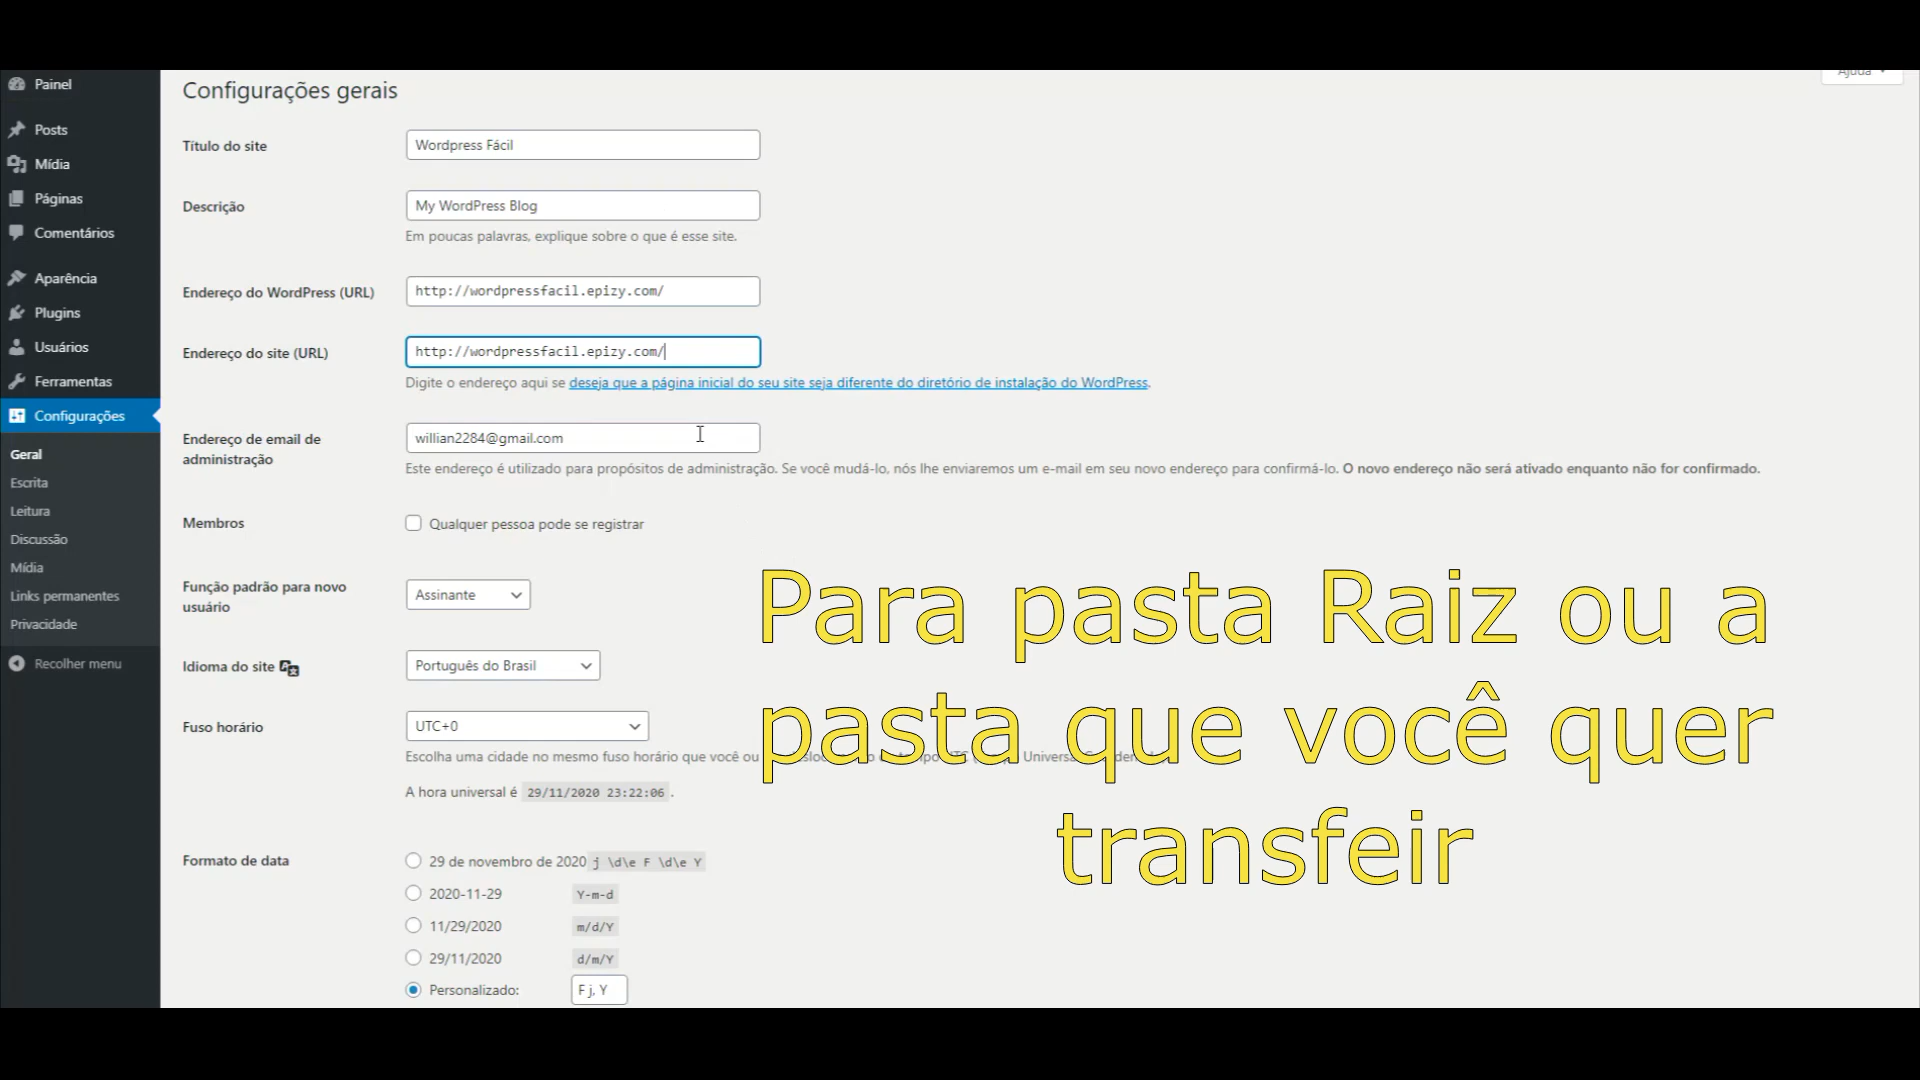 Ajuda
Painel
Posts
Mídia
Páginas
Comentários
Aparência
Plugins
Usuários
Ferramentas
Configurações
Geral
Escrita
Leitura
Discussão
Mídia
Links permanentes
Privacidade
Recolher menu
Configurações gerais
Título do site
Wordpress Fácil
Descrição
My WordPress Blog
Em poucas palavras, explique sobre o que é esse site.
Endereço do WordPress (URL)
http://wordpressfacil.epizy.com/
Endereço do site (URL)
http://wordpressfacil.epizy.com/
Digite o endereço aqui se deseja que a página inicial do seu site seja diferente do diretório de instalação do WordPress.
Endereço de email de
administração
willian2284@gmail.com
Este endereço é utilizado para propósitos de administração. Se você mudá-lo, nós lhe enviaremos um e-mail em seu novo endereço para confirmá-lo. O novo endereço não será ativado enquanto não for confirmado.
Membros
Qualquer pessoa pode se registrar
Função padrão para novo
usuário
Assinante
Idioma do site
Português do Brasil
Fuso horário
UTC+0
Escolha uma cidade no mesmo fuso horário que você ou
A hora universal é 29/11/2020 23:22:06.
Formato de data
29 de novembro de 2020 j \d\e F \d\e Y
2020-11-29 Y-m-d
11/29/2020 m/d/Y
29/11/2020 d/m/Y
Personalizado: F j, Y
Para pasta Raiz ou a
pasta que você quer
transfeir